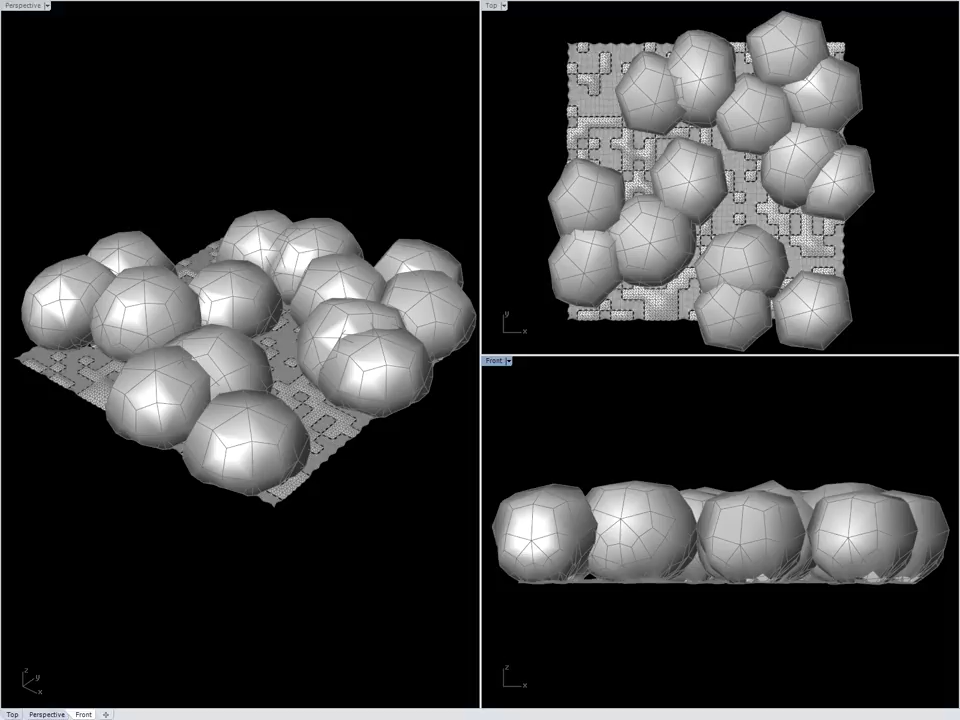 Perspective
Top
y
x
Front
z
y
x
z
x
Top Perspective Front